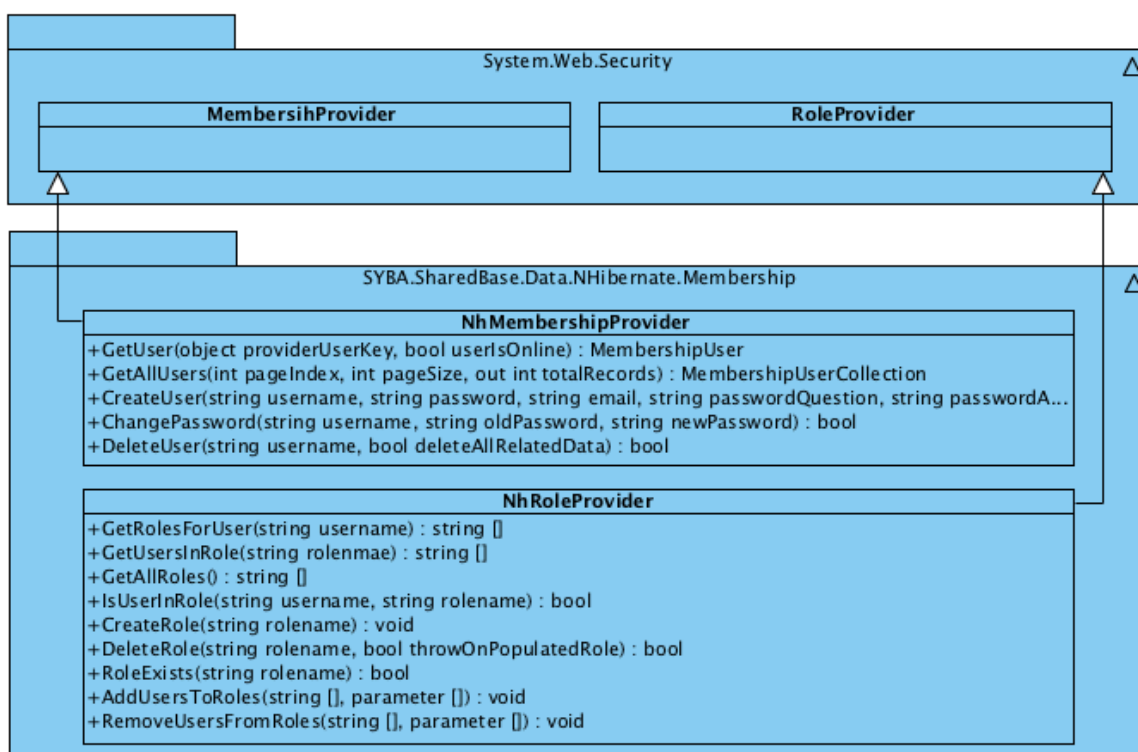 System.Web.Security
MembersihProvider
RoleProvider
SYBA.SharedBase.Data.NHibernate.Membership
NhMembershipProvider
+GetUser(object providerUserKey, bool userIsOnline) : MembershipUser
+GetAllUsers(int pageIndex, int pageSize, out int totalRecords) : MembershipUserCollection
+CreateUser(string username, string password, string email, string passwordQuestion, string passwordA...
+ChangePassword(string username, string oldPassword, string newPassword) : bool
+DeleteUser(string username, bool deleteAllRelatedData) : bool
NhRoleProvider
+GetRolesForUser(string username) : string []
+GetUsersInRole(string rolenmae) : string []
+GetAllRoles() : string []
+IsUserInRole(string username, string rolename) : bool
+CreateRole(string rolename) : void
+DeleteRole(string rolename, bool throwOnPopulatedRole) : bool
+RoleExists(string rolename) : bool
+AddUsersToRoles(string [], parameter []) : void
+RemoveUsersFromRoles(string [], parameter []) : void